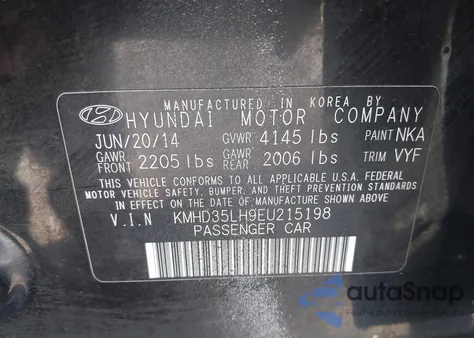 MANUFACTURED IN KOREA BY
HYUNDAI MOTOR COMPANY
JUN/20/14 GVWR 4145 lbs PAINT NKA
GAWR FRONT 2205 lbs GAWR REAR 2006 lbs TRIM VYF
THIS VEHICLE CONFORMS TO ALL APPLICABLE U.S.A. FEDERAL
MOTOR VEHICLE SAFETY, BUMPER, AND THEFT PREVENTION STANDARDS
IN EFFECT ON THE DATE OF MANUFACTURE SHOWN ABOVE.
V.I.N KMHD35LH9EU215198
PASSENGER CAR
autoSnap
Pewne auto